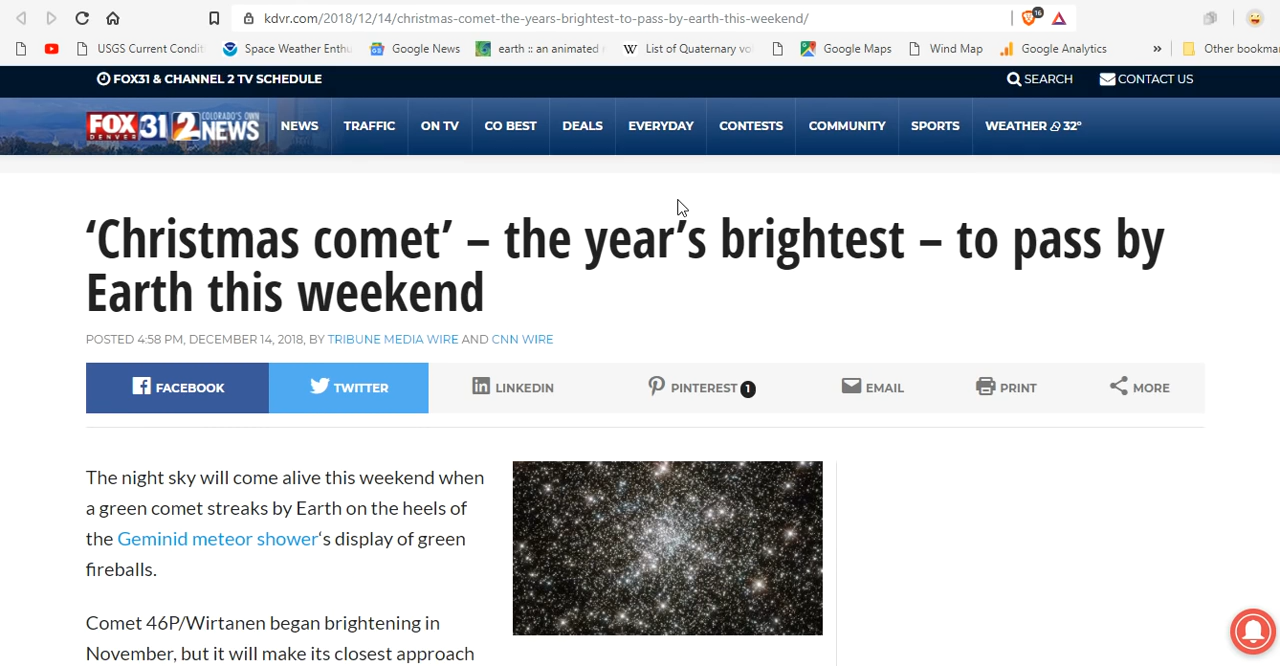 kdvr.com/2018/12/14/christmas-comet-the-years-brightest-to-pass-by-earth-this-weekend/
16
USGS Current Condit
Space Weather Enthu
Google News
earth :: an animated
List of Quaternary vo
Google Maps
Wind Map
Google Analytics
»
Other bookma
FOX31 & CHANNEL 2 TV SCHEDULE
SEARCH
CONTACT US
FOX 31 DENVER 2 COLORADO'S OWN NEWS
NEWS
TRAFFIC
ON TV
CO BEST
DEALS
EVERYDAY
CONTESTS
COMMUNITY
SPORTS
WEATHER 32°
‘Christmas comet’ – the year’s brightest – to pass by
Earth this weekend
POSTED 4:58 PM, DECEMBER 14, 2018, BY TRIBUNE MEDIA WIRE AND CNN WIRE
FACEBOOK
TWITTER
LINKEDIN
PINTEREST 1
EMAIL
PRINT
MORE
The night sky will come alive this weekend when
a green comet streaks by Earth on the heels of
the Geminid meteor shower‘s display of green
fireballs.
Comet 46P/Wirtanen began brightening in
November, but it will make its closest approach